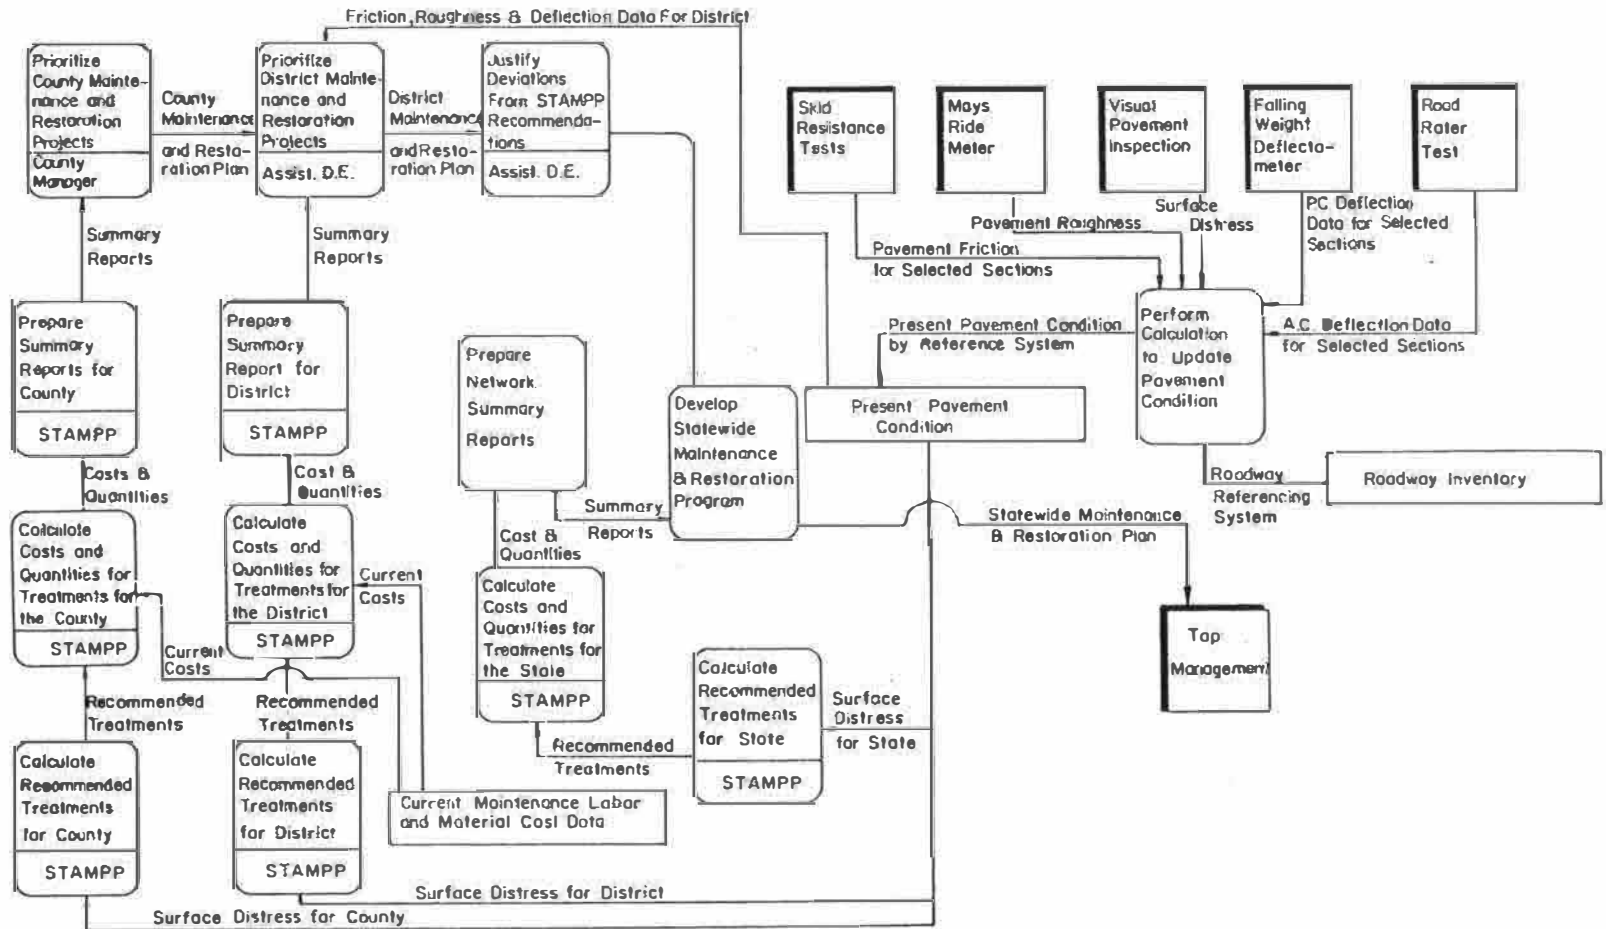 Friction, Roughness & Deflection Data For District
Prioritize
County Mainte-
nance and
Restoration
Projects
County
Manager
County
Maintenance
and Resto-
ration Plan
Prioritize
District Mainte-
nance and
Restoration
Projects
Assist. D.E.
District
Maintenance
and Resto-
ration Plan
Justify
Deviations
From STAMPP
Recommenda-
tions
Assist. D.E.
Skid
Resistance
Tests
Mays
Ride
Meter
Visual
Pavement
Inspection
Falling
Weight
Deflecto-
meter
Road
Rater
Test
Summary
Reports
Summary
Reports
Pavement Friction
for Selected Sections
Pavement Roughness
Surface
Distress
P.C. Deflection
Data for Selected
Sections
A.C. Deflection Data
for Selected Sections
Prepare
Summary
Reports for
County
STAMPP
Prepare
Summary
Report for
District
STAMPP
Prepare
Network
Summary
Reports
Develop
Statewide
Maintenance
& Restoration
Program
Present Pavement Condition
by Reference System
Present Pavement
Condition
Perform
Calculation
to Update
Pavement
Condition
Roadway
Referencing
System
Roadway Inventory
Costs &
Quantities
Cost &
Quantities
Cost &
Quantities
Summary
Reports
Statewide Maintenance
& Restoration Plan
Top
Management
Calculate
Costs and
Quantities for
Treatments for
the County
STAMPP
Calculate
Costs and
Quantities for
Treatments for
the District
STAMPP
Current
Costs
Current
Costs
Calculate
Costs and
Quantities for
Treatments for
the State
STAMPP
Calculate
Recommended
Treatments
for State
STAMPP
Surface
Distress
for State
Recommended
Treatments
Recommended
Treatments
Recommended
Treatments
Calculate
Recommended
Treatments
for County
STAMPP
Calculate
Recommended
Treatments
for District
STAMPP
Current Maintenance Labor
and Material Cost Data
Surface Distress for District
Surface Distress for County